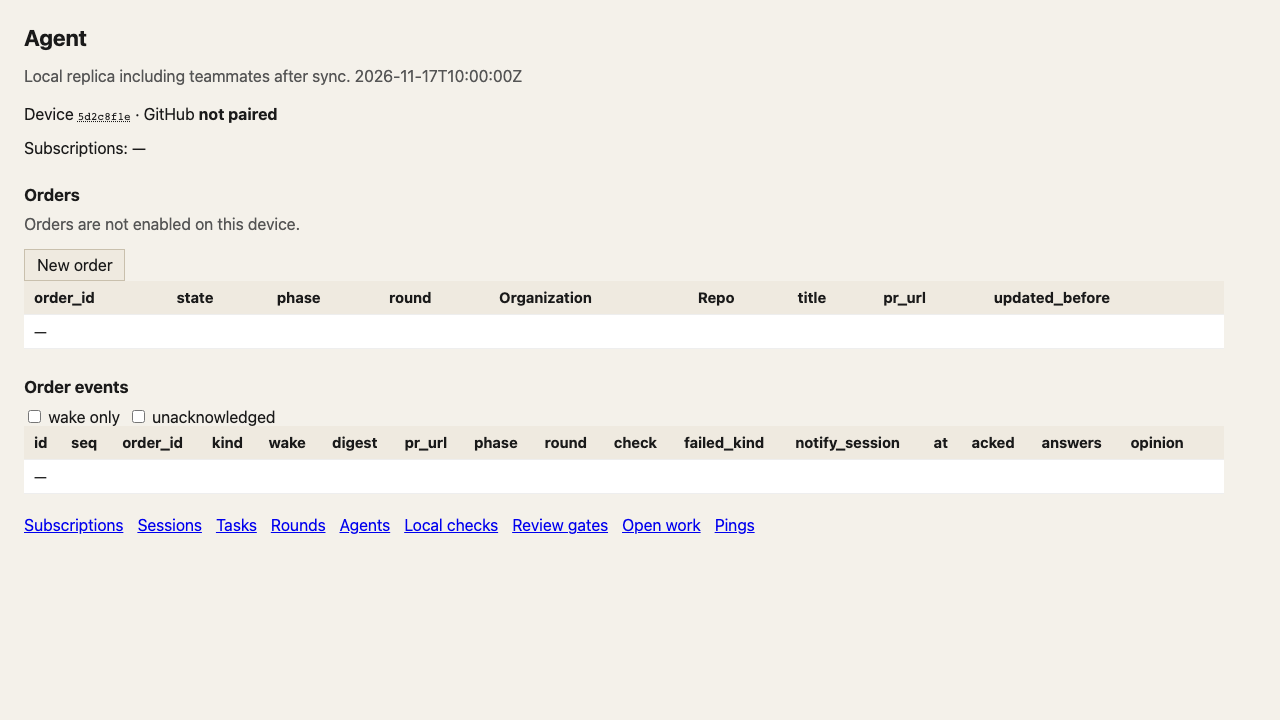 Agent
Local replica including teammates after sync. 2026-11-17T10:00:00Z
Device 5d2c8f1e · GitHub not paired
Subscriptions: —
Orders
Orders are not enabled on this device.
New order
order_id state phase round Organization Repo title pr_url updated_before
—
Order events
wake only unacknowledged
id seq order_id kind wake digest pr_url phase round check failed_kind notify_session at acked answers opinion
—
Subscriptions Sessions Tasks Rounds Agents Local checks Review gates Open work Pings